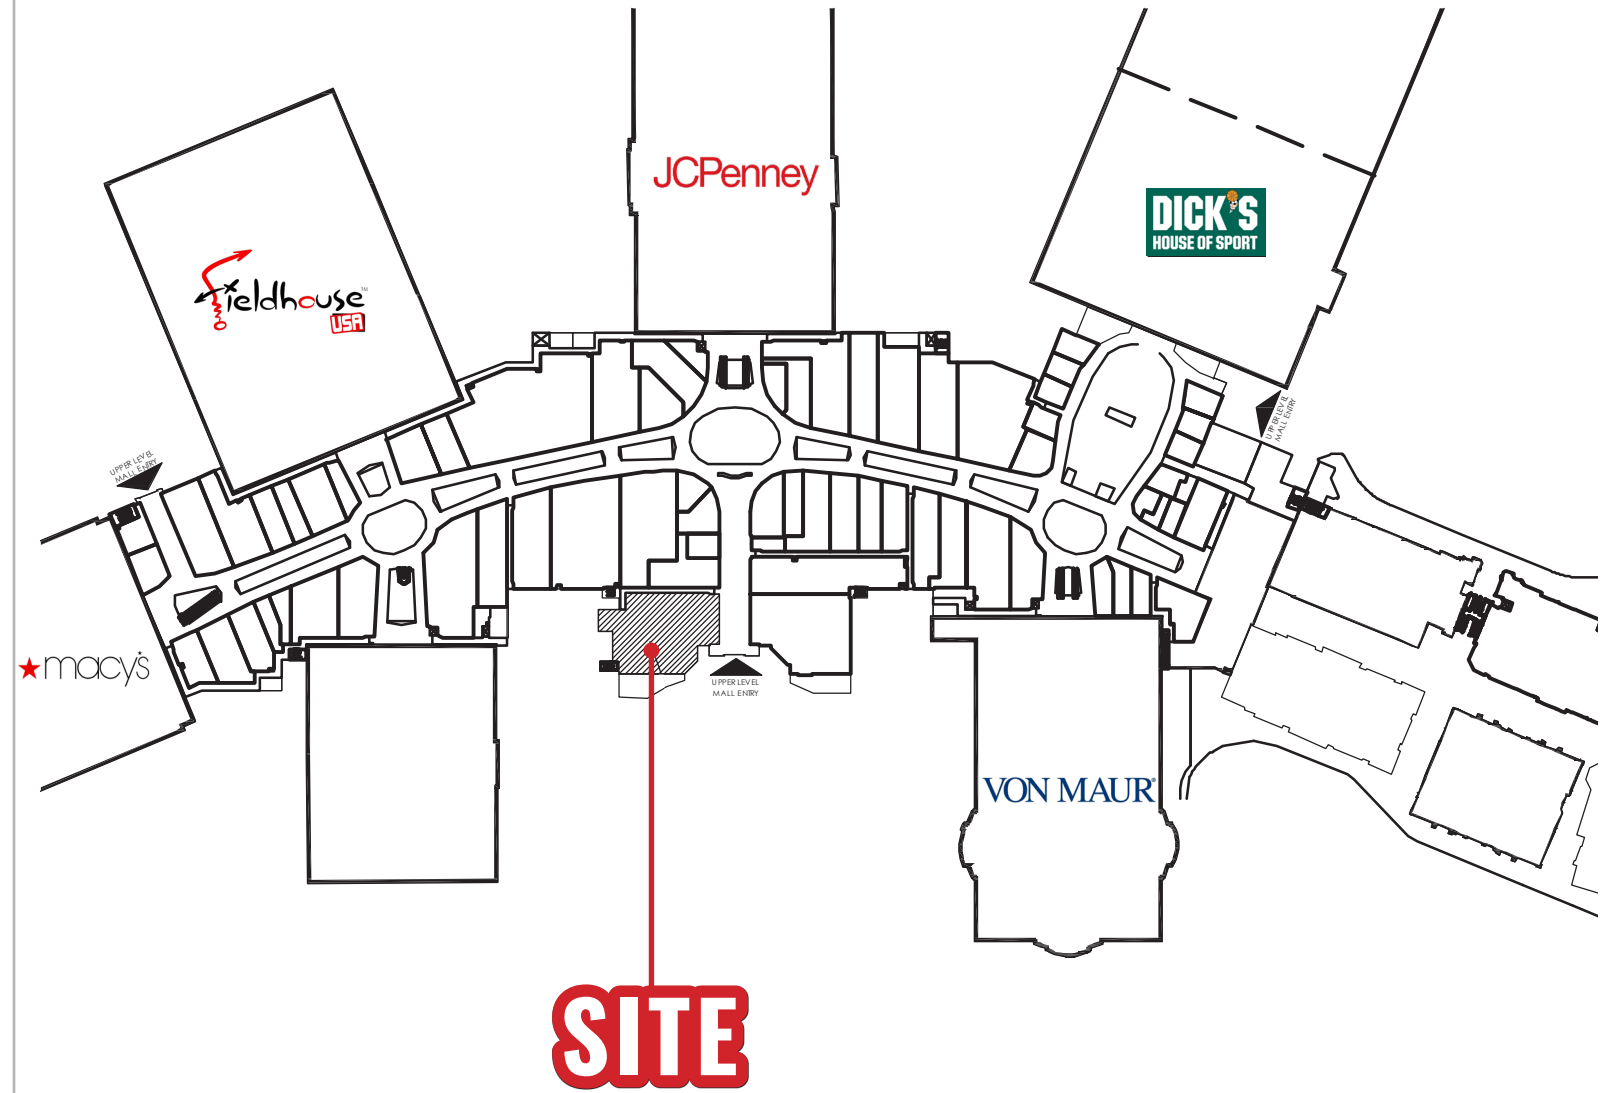 JCPenney
DICK'S
HOUSE OF SPORT
Fieldhouse™
USA
UPPER LEVEL
MALL ENTRY
UPPER LEVEL
MALL ENTRY
★macy's
UPPER LEVEL
MALL ENTRY
VON MAUR®
SITE